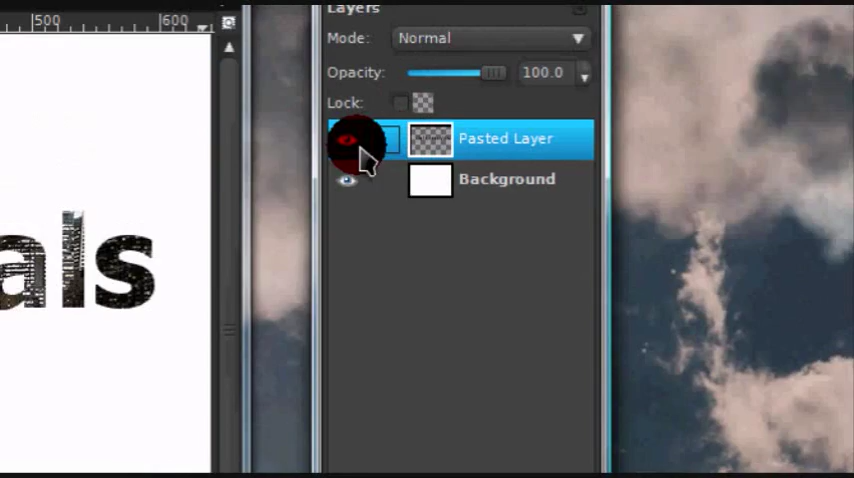 500 600
Layers
Mode: Normal
Opacity: 100.0
Lock:
Pasted Layer
Background
als